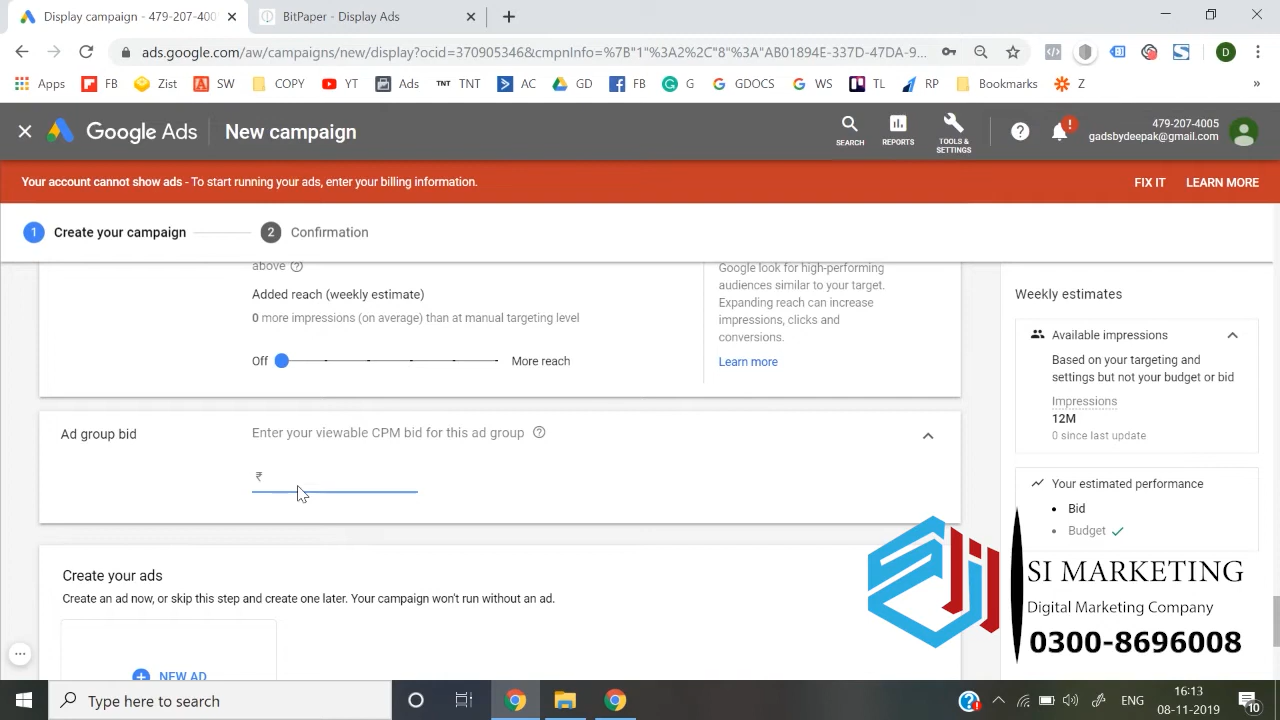 Display campaign - 479-207-400
BitPaper - Display Ads
ads.google.com/aw/campaigns/new/display?ocid=370905346&cmpnInfo=%7B"1"%3A2%2C"8"%3A"AB01894E-337D-47DA-9...
D
Apps
FB
Zist
SW
COPY
YT
Ads
TNT TNT
AC
GD
FB
G
GDOCS
WS
TL
RP
Bookmarks
Z
»
Google Ads
New campaign
SEARCH
REPORTS
TOOLS &
SETTINGS
479-207-4005
gadsbydeepak@gmail.com
Your account cannot show ads - To start running your ads, enter your billing information.
FIX IT
LEARN MORE
1 Create your campaign
2 Confirmation
above
Added reach (weekly estimate)
0 more impressions (on average) than at manual targeting level
Off
More reach
Google look for high-performing
audiences similar to your target.
Expanding reach can increase
impressions, clicks and
conversions.
Learn more
Weekly estimates
Available impressions
Based on your targeting and
settings but not your budget or bid
Impressions
12M
0 since last update
Ad group bid
Enter your viewable CPM bid for this ad group
₹
Your estimated performance
Bid
Budget
Create your ads
Create an ad now, or skip this step and create one later. Your campaign won't run without an ad.
NEW AD
SI MARKETING
Digital Marketing Company
0300-8696008
Type here to search
ENG
16:13
08-11-2019
10